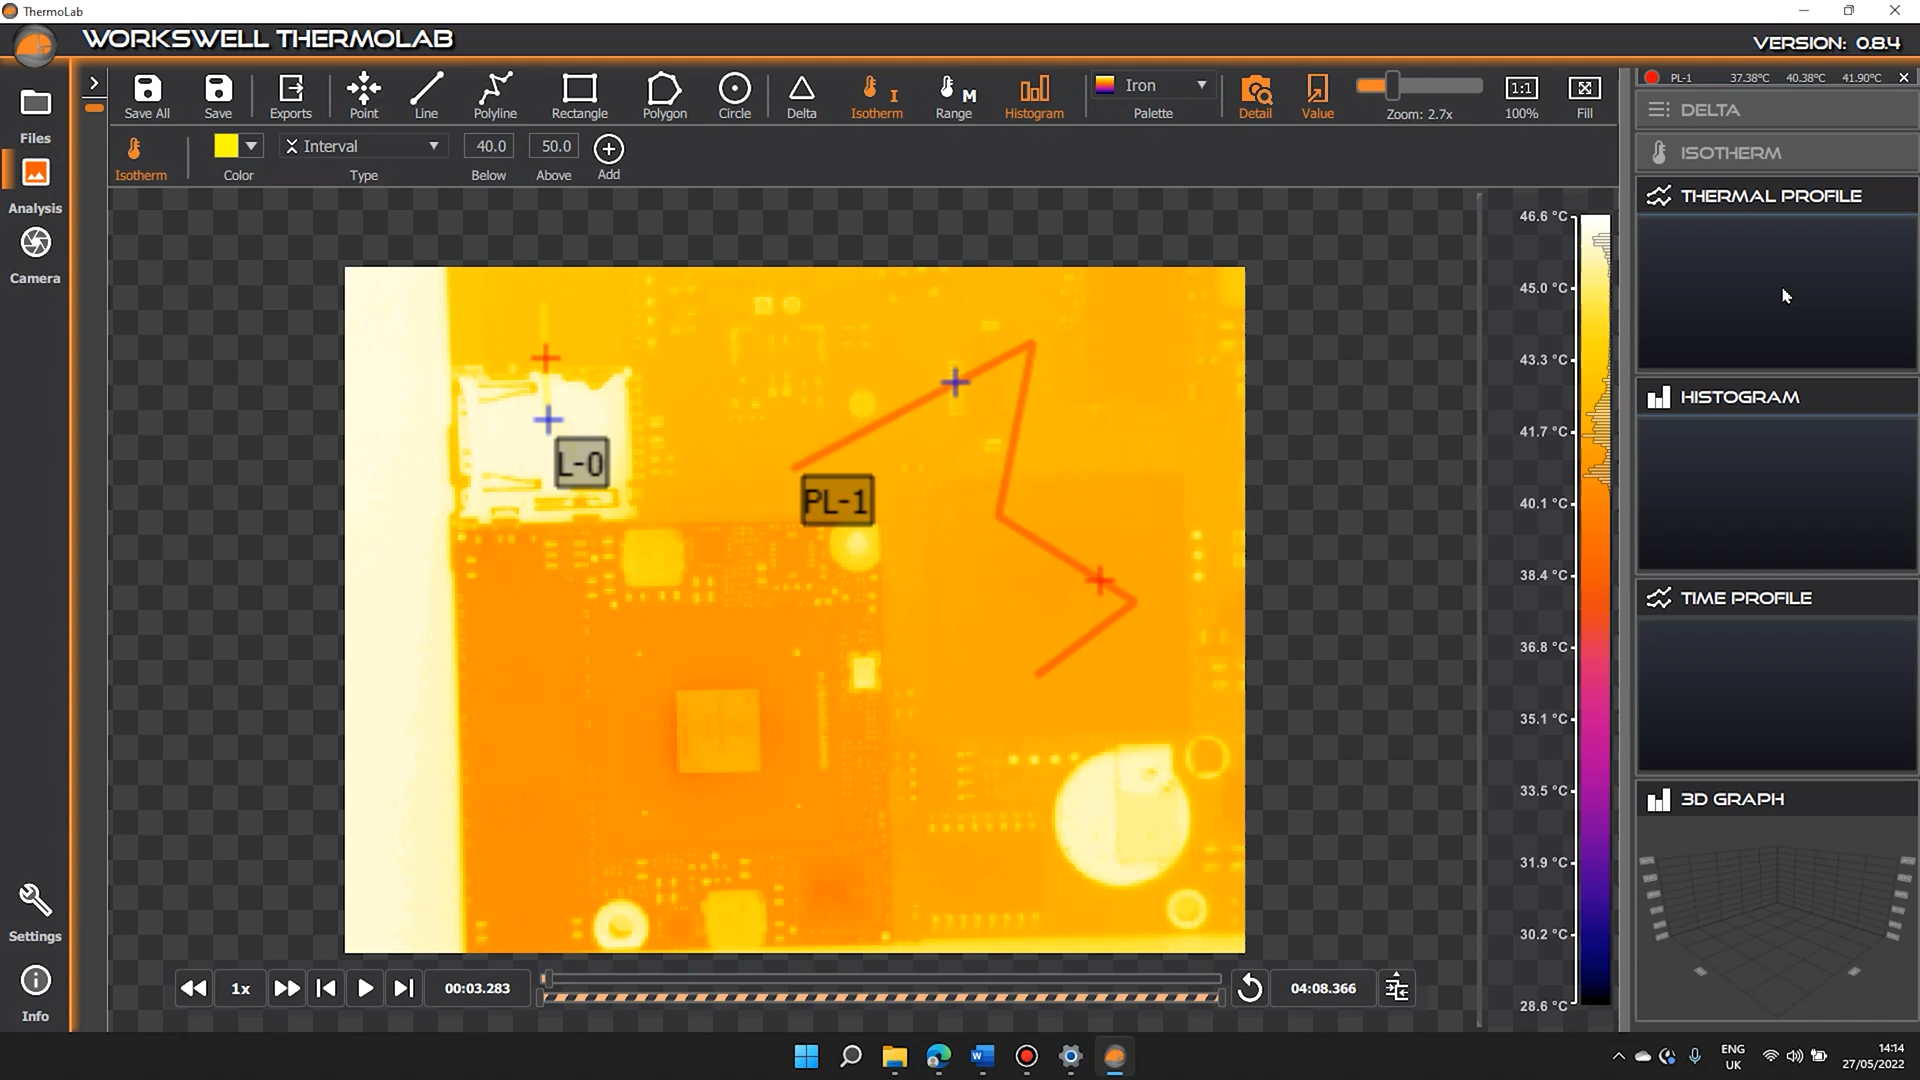 ThermoLab
WORKSWELL THERMOLAB
VERSION: 0.8.4
Files
Analysis
Camera
Settings
Info
Save All
Save
Exports
Point
Line
Polyline
Rectangle
Polygon
Circle
Delta
I
Isotherm
M
Range
Histogram
Iron
Palette
Detail
Value
Zoom: 2.7x
1:1
100%
Fill
Isotherm
Color
Interval
Type
40.0
Below
50.0
Above
Add
L-0
PL-1
46.6 °C
45.0 °C
43.3 °C
41.7 °C
40.1 °C
38.4 °C
36.8 °C
35.1 °C
33.5 °C
31.9 °C
30.2 °C
28.6 °C
PL-1 37.38°C 40.38°C 41.90°C
DELTA
ISOTHERM
THERMAL PROFILE
HISTOGRAM
TIME PROFILE
3D GRAPH
1x
00:03.283
04:08.366
ENG
UK
14:14
27/05/2022